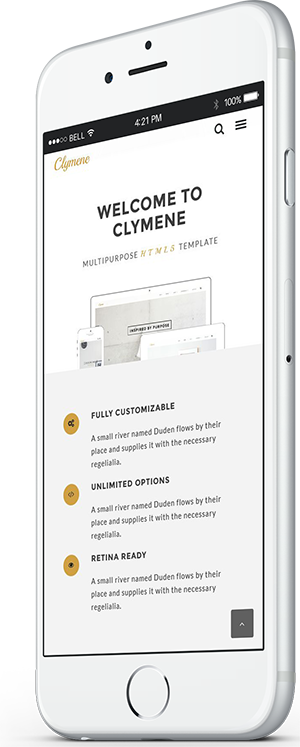 BELL 4:21 PM 100%
Clymene
WELCOME TO
CLYMENE
MULTIPURPOSE HTML5 TEMPLATE
INSPIRED BY PURPOSE
FULLY CUSTOMIZABLE
A small river named Duden flows by their
place and supplies it with the necessary
regelialia.
UNLIMITED OPTIONS
A small river named Duden flows by their
place and supplies it with the necessary
regelialia.
RETINA READY
A small river named Duden flows by their
place and supplies it with the necessary
regelialia.